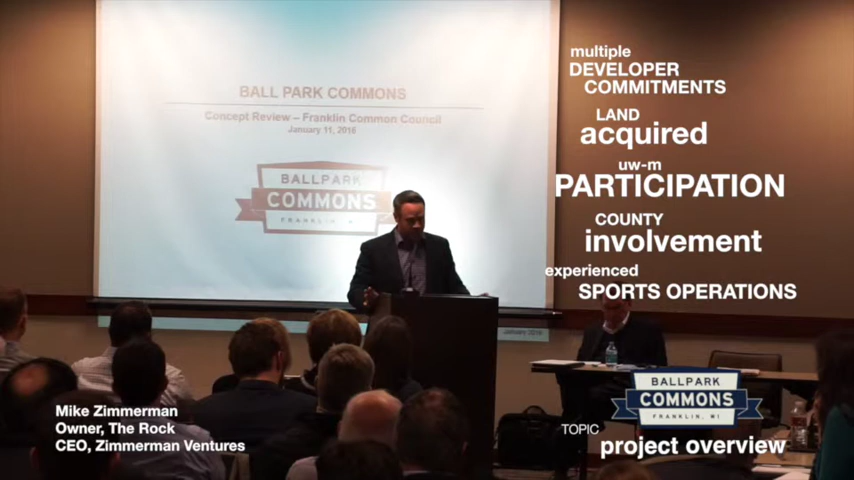 BALL PARK COMMONS
Concept Review – Franklin Common Council
January 11, 2016
BALLPARK
COMMONS
FRANKLIN, WI
January 2016
multiple
DEVELOPER
COMMITMENTS
LAND
acquired
uw-m
PARTICIPATION
COUNTY
involvement
experienced
SPORTS OPERATIONS
Mike Zimmerman
Owner, The Rock
CEO, Zimmerman Ventures
BALLPARK
COMMONS
FRANKLIN, WI
TOPIC
project overview